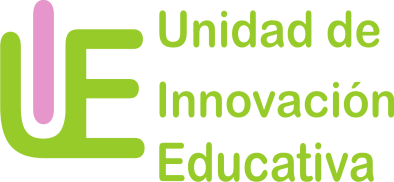 UIE
Unidad de
Innovación
Educativa